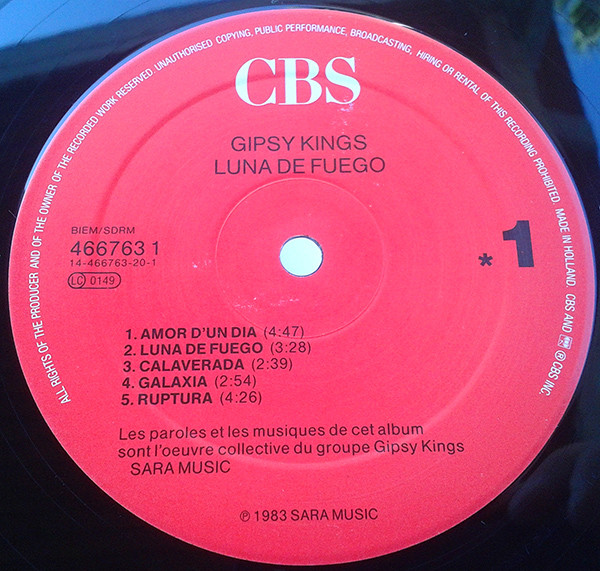 ALL RIGHTS OF THE PRODUCER AND OF THE OWNER OF THE RECORDED WORK RESERVED. UNAUTHORISED COPYING, PUBLIC PERFORMANCE, BROADCASTING, HIRING OR RENTAL OF THIS RECORDING PROHIBITED. MADE IN HOLLAND. CBS AND ® CBS INC.
CBS
GIPSY KINGS
LUNA DE FUEGO
BIEM/SDRM
466763 1
14-466763-20-1
LC 0149
* 1
1. AMOR D'UN DIA (4:47)
2. LUNA DE FUEGO (3:28)
3. CALAVERADA (2:39)
4. GALAXIA (2:54)
5. RUPTURA (4:26)
Les paroles et les musiques de cet album
sont l'oeuvre collective du groupe Gipsy Kings
SARA MUSIC
℗ 1983 SARA MUSIC